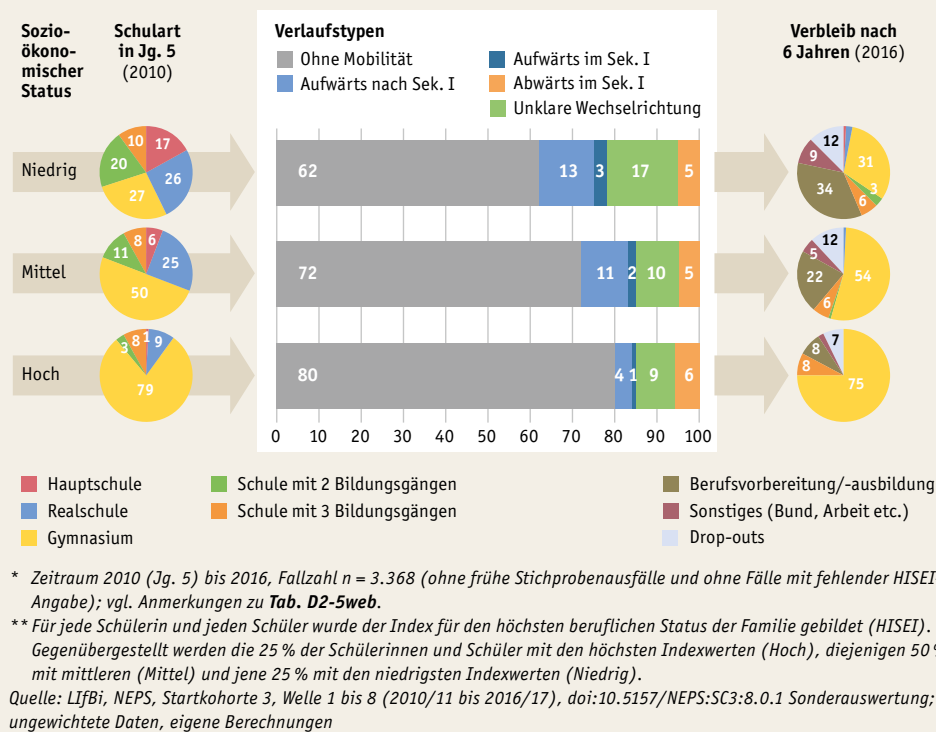 Sozio-
ökono-
mischer
Status
Schulart
in Jg. 5
(2010)
Verlaufstypen
Ohne Mobilität
Aufwärts nach Sek. I
Aufwärts im Sek. I
Abwärts im Sek. I
Unklare Wechselrichtung
Verbleib nach
6 Jahren (2016)
Niedrig
10 17
20 26
27
62 13 3 17 5
12
9 31
34 3
6
Mittel
8 6
11 25
50
72 11 2 10 5
12
5
22 54
6
Hoch
3 8 1 9
79
80 4 1 9 6
7
8
8 75
0 10 20 30 40 50 60 70 80 90 100
Hauptschule
Realschule
Gymnasium
Schule mit 2 Bildungsgängen
Schule mit 3 Bildungsgängen
Berufsvorbereitung/-ausbildung
Sonstiges (Bund, Arbeit etc.)
Drop-outs
* Zeitraum 2010 (Jg. 5) bis 2016, Fallzahl n = 3.368 (ohne frühe Stichprobenausfälle und ohne Fälle mit fehlender HISEI-
Angabe); vgl. Anmerkungen zu Tab. D2-5web.
** Für jede Schülerin und jeden Schüler wurde der Index für den höchsten beruflichen Status der Familie gebildet (HISEI).
Gegenübergestellt werden die 25 % der Schülerinnen und Schüler mit den höchsten Indexwerten (Hoch), diejenigen 50 %
mit mittleren (Mittel) und jene 25 % mit den niedrigsten Indexwerten (Niedrig).
Quelle: LIfBi, NEPS, Startkohorte 3, Welle 1 bis 8 (2010/11 bis 2016/17), doi:10.5157/NEPS:SC3:8.0.1 Sonderauswertung;
ungewichtete Daten, eigene Berechnungen